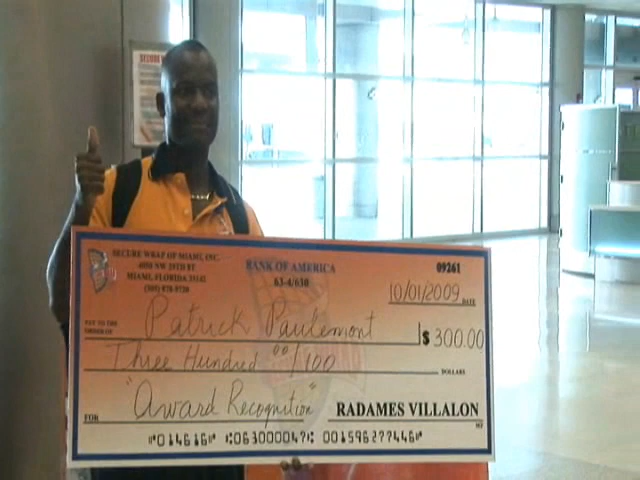 SECURE WRAP OF MIAMI, INC.
MIAMI, FLORIDA 33142
BANK OF AMERICA
63-4/630
09261
10/01/2009 DATE
PAY TO THE
ORDER OF
Patrick Paulemont
$ 300.00
Three Hundred 00/100
DOLLARS
FOR "Award Recognition"
RADAMES VILLALON